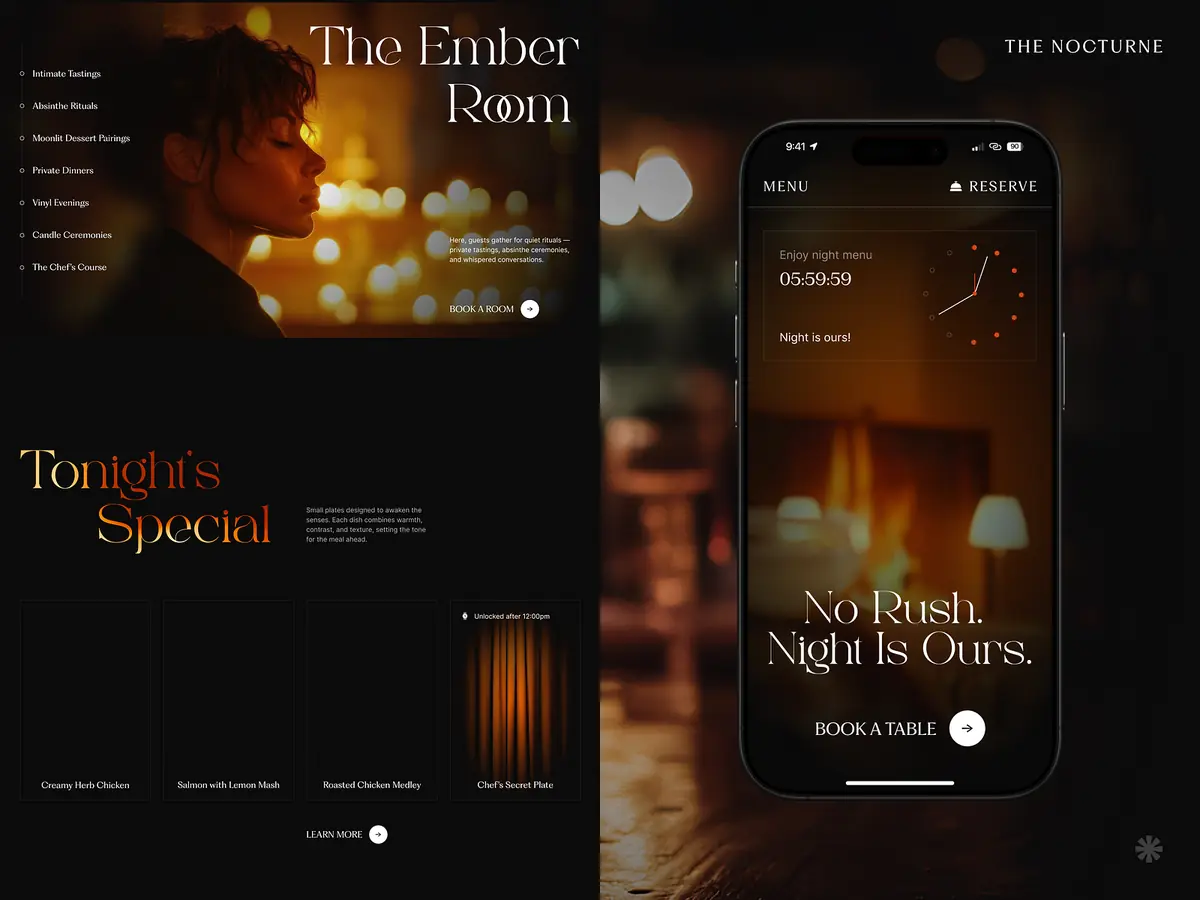 The Ember
Room
Intimate Tastings
Absinthe Rituals
Moonlit Dessert Pairings
Private Dinners
Vinyl Evenings
Candle Ceremonies
The Chef's Course
Here, guests gather for quiet rituals —
private tastings, absinthe ceremonies,
and whispered conversations.
BOOK A ROOM
Tonight's
Special
Small plates designed to awaken the
senses. Each dish combines warmth,
contrast, and texture, setting the tone
for the meal ahead.
Unlocked after 12:00pm
Creamy Herb Chicken
Salmon with Lemon Mash
Roasted Chicken Medley
Chef's Secret Plate
LEARN MORE
THE NOCTURNE
9:41
90
MENU
RESERVE
Enjoy night menu
05:59:59
Night is ours!
No Rush.
Night Is Ours.
BOOK A TABLE